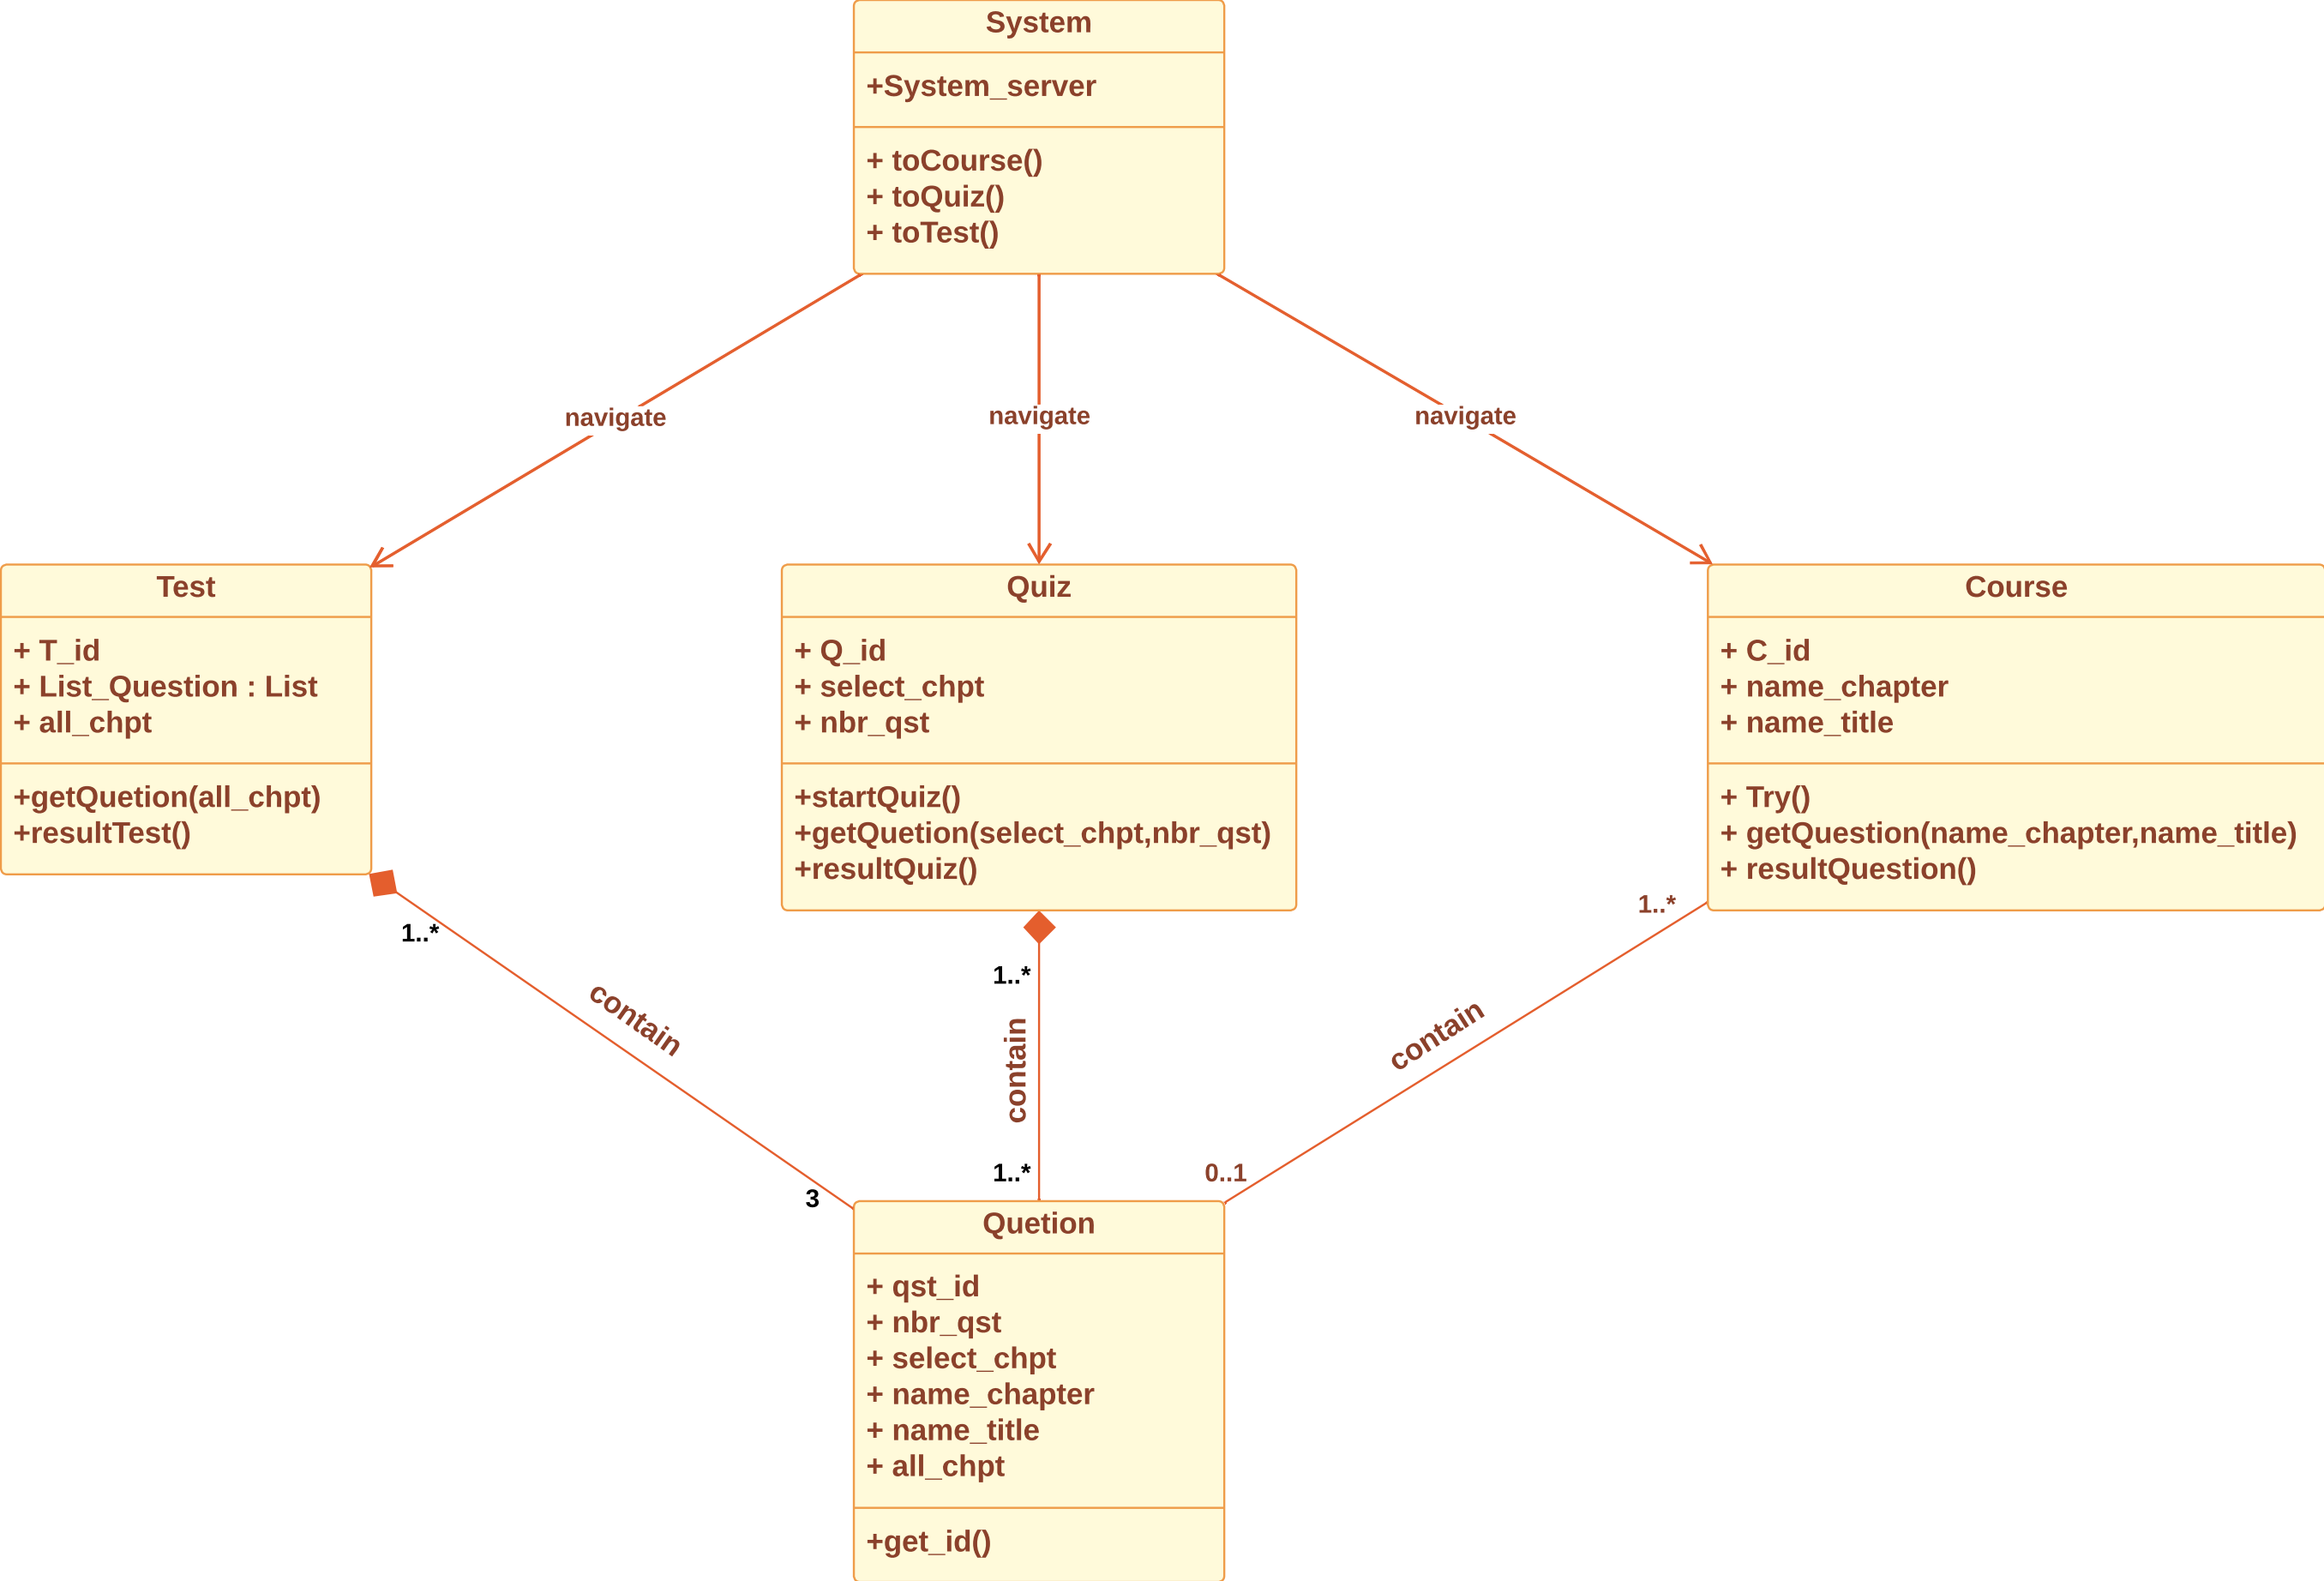 System
+System_server
+ toCourse()
+ toQuiz()
+ toTest()
navigate
navigate
navigate
Test
+ T_id
+ List_Question : List
+ all_chpt
+getQuetion(all_chpt)
+resultTest()
Quiz
+ Q_id
+ select_chpt
+ nbr_qst
+startQuiz()
+getQuetion(select_chpt,nbr_qst)
+resultQuiz()
Course
+ C_id
+ name_chapter
+ name_title
+ Try()
+ getQuestion(name_chapter,name_title)
+ resultQuestion()
1..*
contain
3
1..*
contain
1..*
1..*
contain
0..1
Quetion
+ qst_id
+ nbr_qst
+ select_chpt
+ name_chapter
+ name_title
+ all_chpt
+get_id()